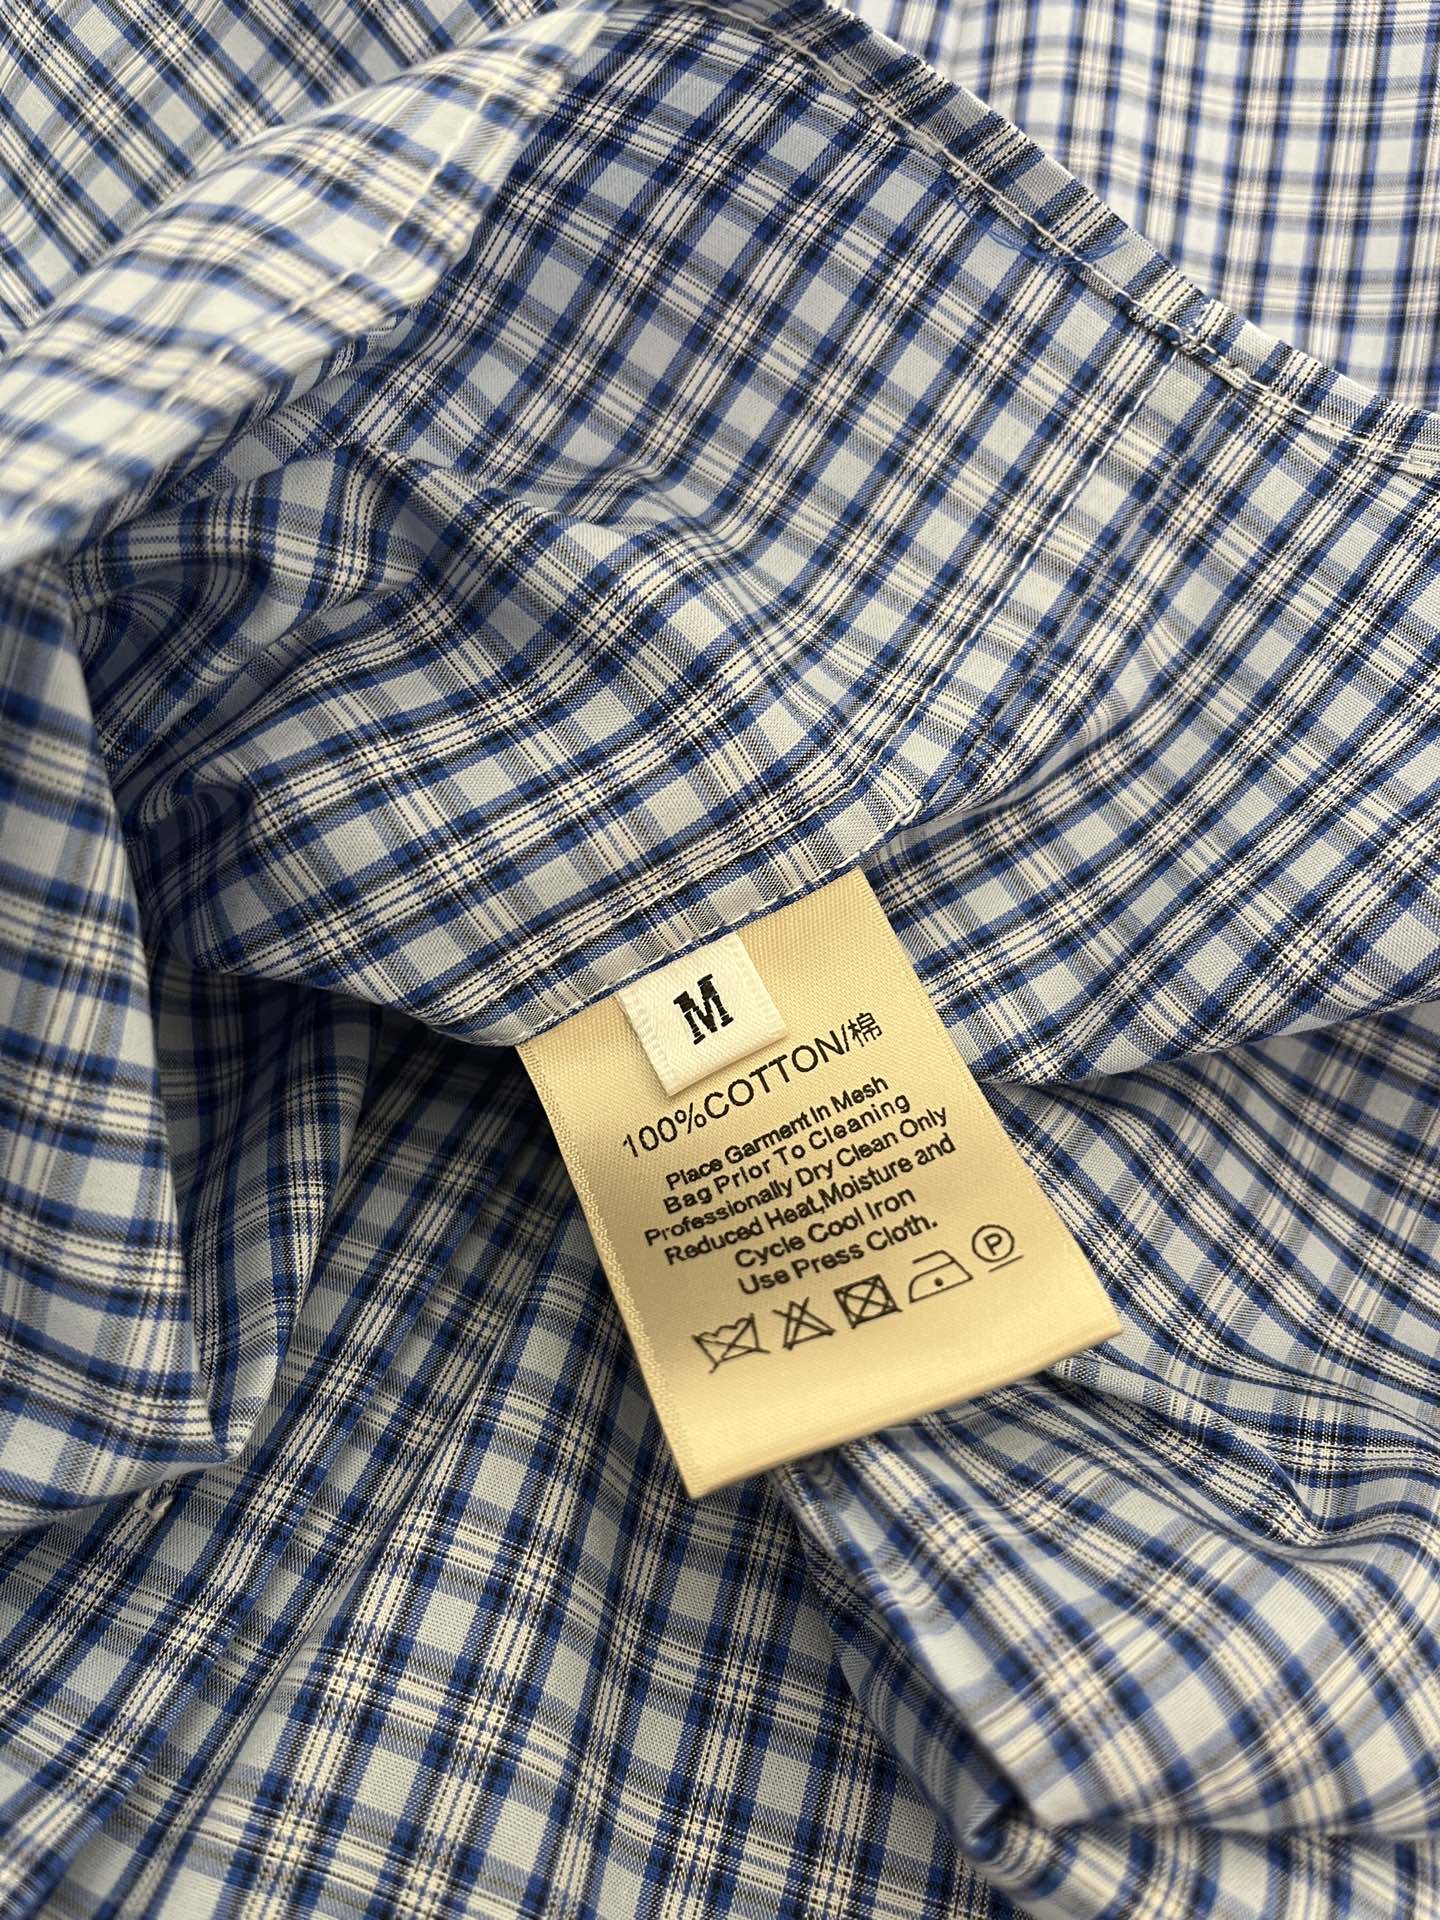 M
100%COTTON/棉
Place Garment In Mesh
Bag Prior To Cleaning
Professionally Dry Clean Only
Reduced Heat,Moisture and
Cycle Cool Iron
Use Press Cloth.
P